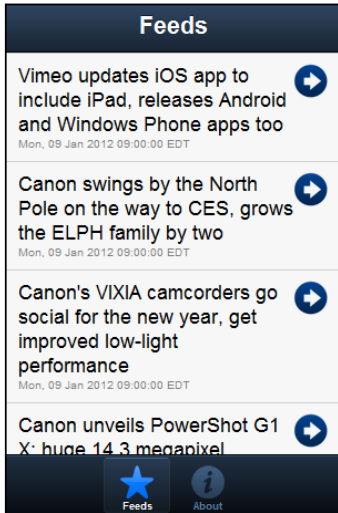 Feeds
Vimeo updates iOS app to
include iPad, releases Android
and Windows Phone apps too
Mon, 09 Jan 2012 09:00:00 EDT
Canon swings by the North
Pole on the way to CES, grows
the ELPH family by two
Mon, 09 Jan 2012 09:00:00 EDT
Canon's VIXIA camcorders go
social for the new year, get
improved low-light
performance
Mon, 09 Jan 2012 09:00:00 EDT
Canon unveils PowerShot G1
X: huge 14.3 megapixel
Feeds
About